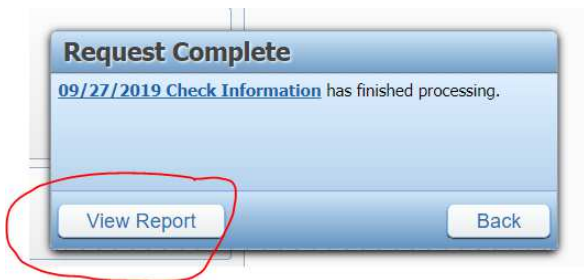 Request Complete
09/27/2019 Check Information has finished processing.
View Report Back